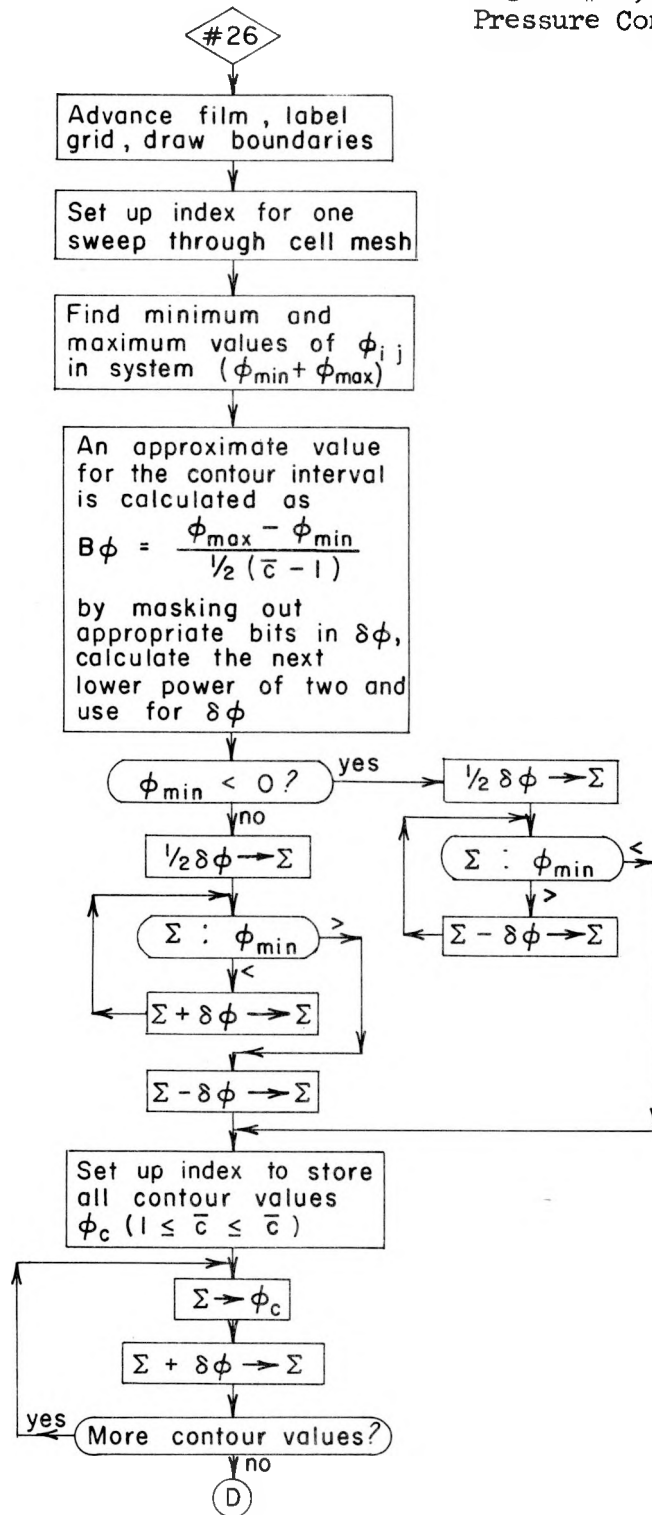 Pressure Con
#26
Advance film, label
grid, draw boundaries
Set up index for one
sweep through cell mesh
Find minimum and
maximum values of ϕij
in system (ϕmin + ϕmax)
An approximate value
for the contour interval
is calculated as
Bϕ = ϕmax − ϕmin
½ (c̅ − 1)
by masking out
appropriate bits in δϕ,
calculate the next
lower power of two and
use for δϕ
ϕmin < 0?
yes
½ δϕ → Σ
no
½ δϕ → Σ
Σ : ϕmin
<
>
Σ : ϕmin
>
Σ − δϕ → Σ
<
Σ + δϕ → Σ
Σ − δϕ → Σ
Set up index to store
all contour values
ϕc (1 ≤ c̅ ≤ c̅)
Σ → ϕc
Σ + δϕ → Σ
yes
More contour values?
no
D